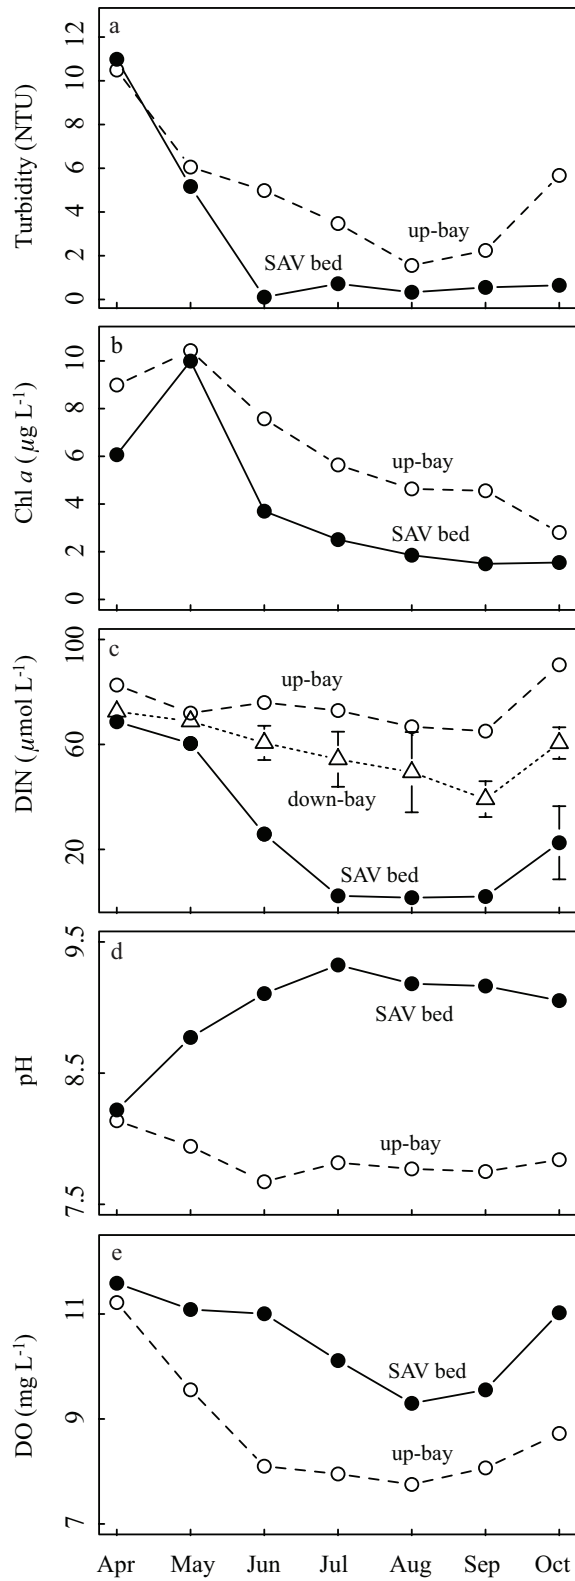 a
12
10
8
6
4
2
0
Turbidity (NTU)
up-bay
SAV bed
b
10
8
6
4
2
0
Chl a (μg L⁻¹)
up-bay
SAV bed
c
100
60
20
DIN (μmol L⁻¹)
up-bay
down-bay
SAV bed
d
9.5
8.5
7.5
pH
SAV bed
up-bay
e
11
9
7
DO (mg L⁻¹)
SAV bed
up-bay
Apr May Jun Jul Aug Sep Oct